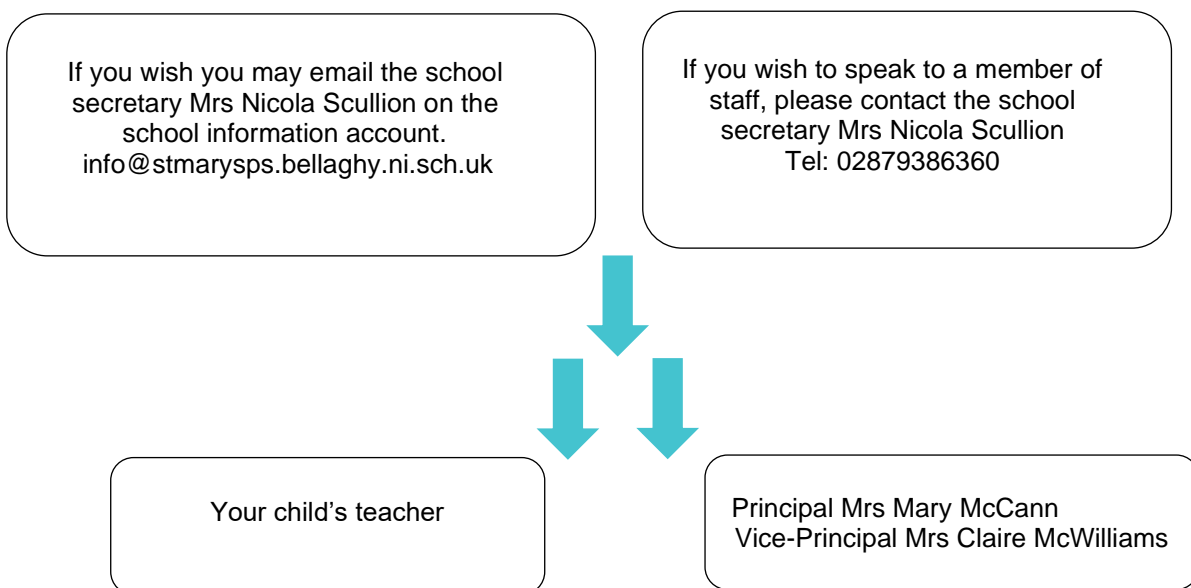 If you wish you may email the school
secretary Mrs Nicola Scullion on the
school information account.
info@stmarysps.bellaghy.ni.sch.uk
If you wish to speak to a member of
staff, please contact the school
secretary Mrs Nicola Scullion
Tel: 02879386360
Your child’s teacher
Principal Mrs Mary McCann
Vice-Principal Mrs Claire McWilliams